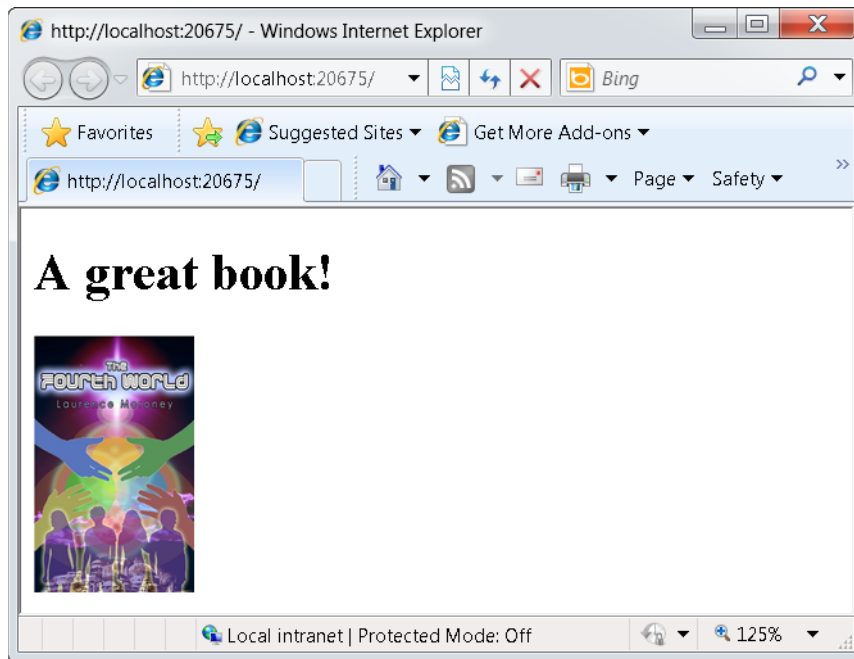 http://localhost:20675/ - Windows Internet Explorer
http://localhost:20675/ Bing
Favorites Suggested Sites Get More Add-ons
http://localhost:20675/ Page Safety »
A great book!
The
Fourth World
Laurence Moroney
Local intranet | Protected Mode: Off 125%